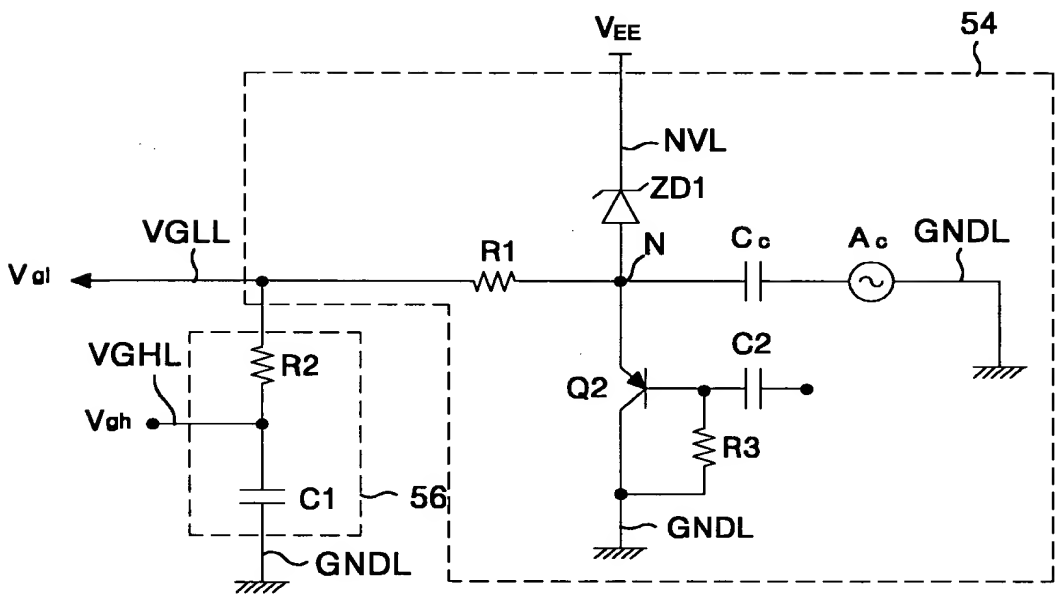 VEE
54
NVL
ZD1
VGLL
R1
N
Cc
Ac
GNDL
Vgl
VGHL
R2
Q2
C2
Vgh
R3
C1
56
GNDL
GNDL